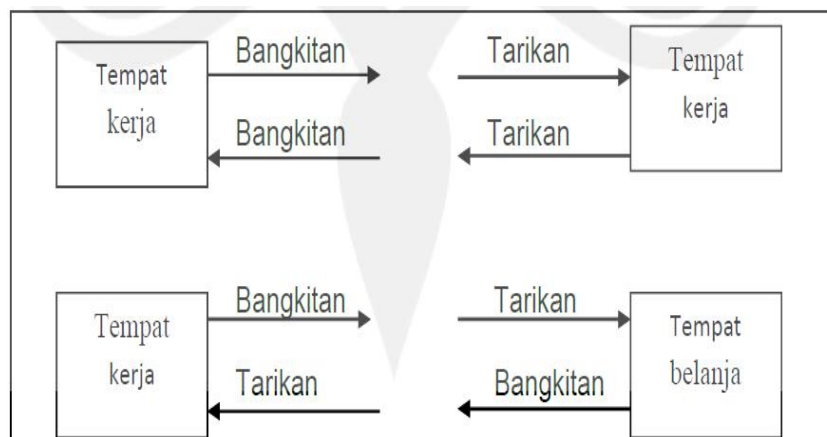 Bangkitan Tarikan
Tempat
kerja
Tempat
kerja
Bangkitan Tarikan
Bangkitan Tarikan
Tempat
kerja
Tempat
belanja
Tarikan Bangkitan